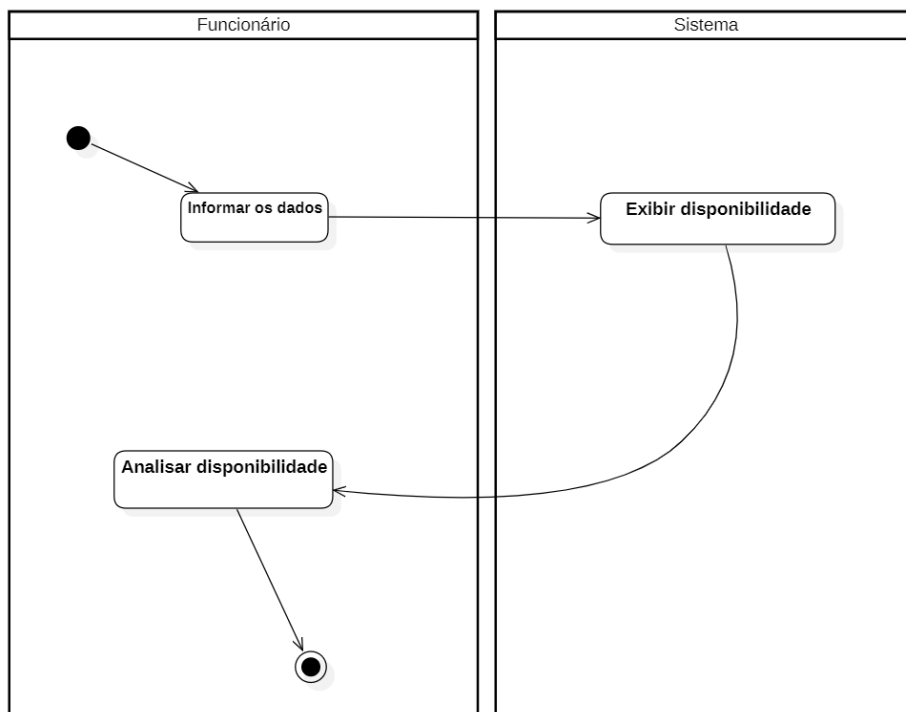 Funcionário
Sistema
Informar os dados
Exibir disponibilidade
Analisar disponibilidade